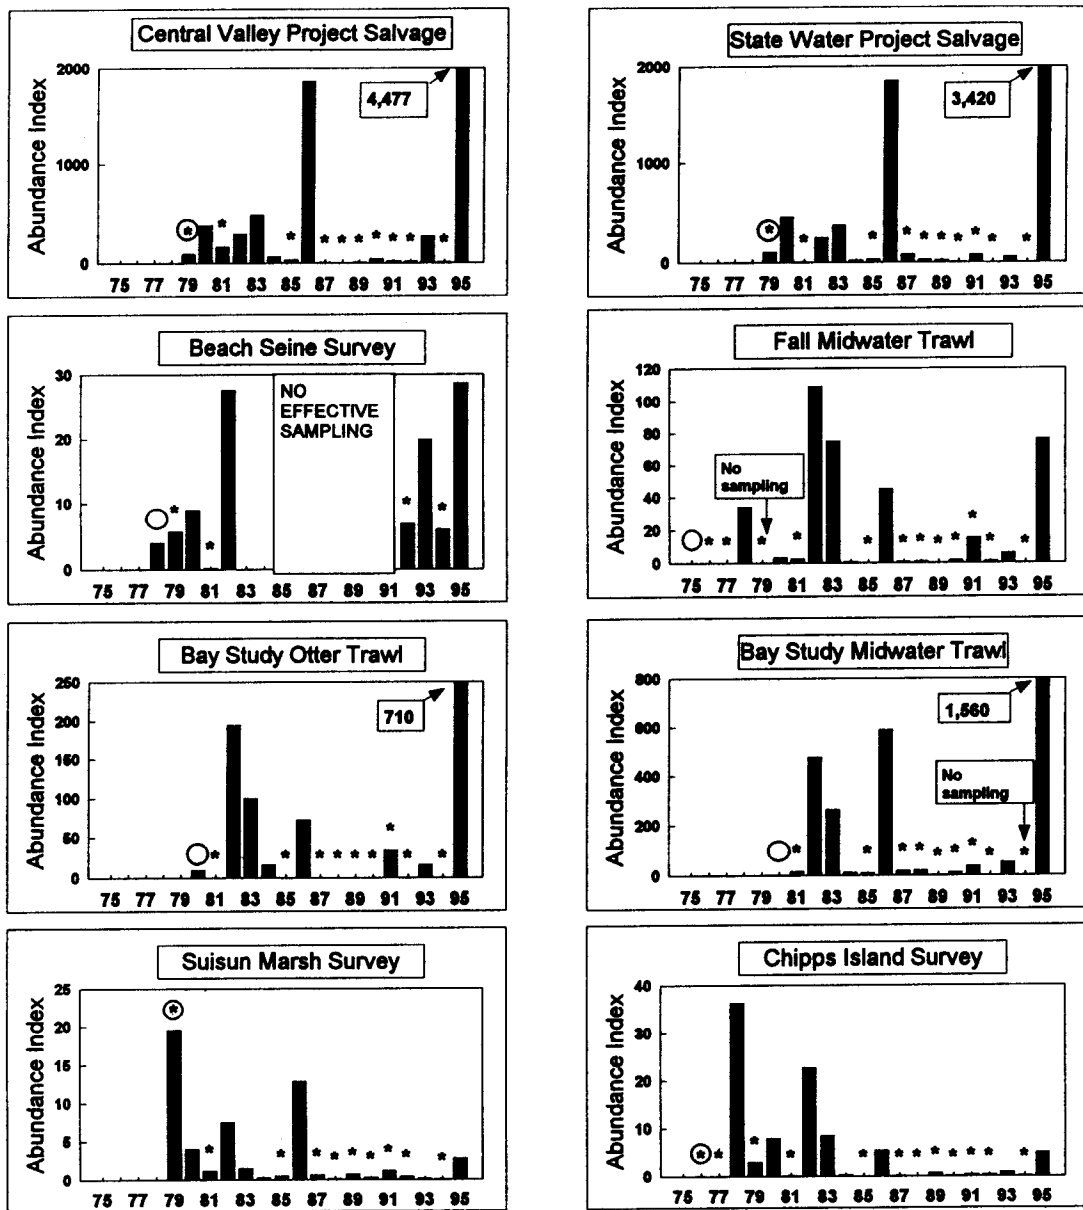 Central Valley Project Salvage
Abundance Index
2000
1000
0
4,477
* * * * * * * * * * *
75 77 79 81 83 85 87 89 91 93 95
State Water Project Salvage
Abundance Index
2000
1000
0
3,420
* * * * * * * * * *
75 77 79 81 83 85 87 89 91 93 95
Beach Seine Survey
Abundance Index
30
20
10
0
NO
EFFECTIVE
SAMPLING
* * * *
75 77 79 81 85 87 89 91 93 95
Fall Midwater Trawl
Abundance Index
120
100
80
60
40
20
0
No
sampling
* * * * * * * * * * * *
75 77 79 81 83 85 87 89 91 93 95
Bay Study Otter Trawl
Abundance Index
250
200
150
100
50
0
710
* * * * * * * * *
75 77 79 81 83 85 87 89 91 93 95
Bay Study Midwater Trawl
Abundance Index
800
600
400
200
0
1,560
No
sampling
* * * * * * * * *
75 77 79 81 83 85 87 89 91 93 95
Suisun Marsh Survey
Abundance Index
25
20
15
10
5
0
* * * * * * * * * *
75 77 79 81 83 85 87 89 91 93 95
Chipps Island Survey
Abundance Index
40
30
20
10
0
* * * * * * * * * * * *
75 77 79 81 83 85 87 89 91 93 95